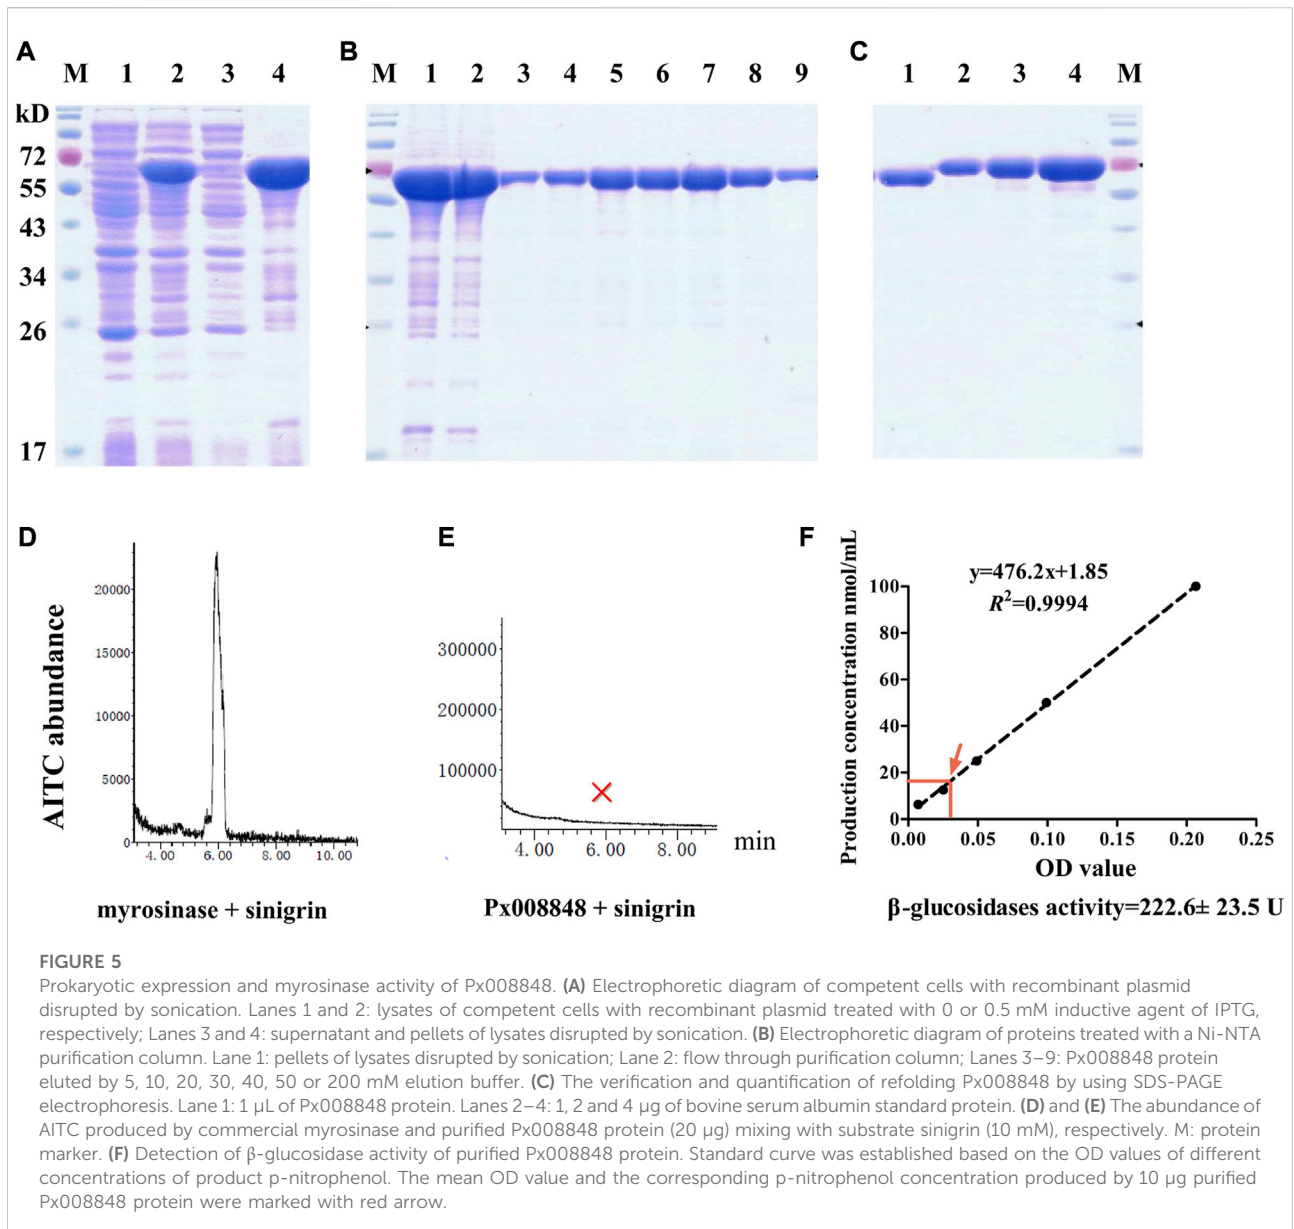 A
B
C
M 1 2 3 4
M 1 2 3 4 5 6 7 8 9
1 2 3 4 M
kD
72
55
43
34
26
17
D
AITC abundance
20000
15000
10000
5000
0
4.00 6.00 8.00 10.00
myrosinase + sinigrin
E
300000
200000
100000
4.00 6.00 8.00 min
Px008848 + sinigrin
F
Production concentration nmol/mL
y=476.2x+1.85
R²=0.9994
100
80
60
40
20
0
0.00 0.05 0.10 0.15 0.20 0.25
OD value
β-glucosidases activity=222.6± 23.5 U
FIGURE 5
Prokaryotic expression and myrosinase activity of Px008848. (A) Electrophoretic diagram of competent cells with recombinant plasmid
disrupted by sonication. Lanes 1 and 2: lysates of competent cells with recombinant plasmid treated with 0 or 0.5 mM inductive agent of IPTG,
respectively; Lanes 3 and 4: supernatant and pellets of lysates disrupted by sonication. (B) Electrophoretic diagram of proteins treated with a Ni-NTA
purification column. Lane 1: pellets of lysates disrupted by sonication; Lane 2: flow through purification column; Lanes 3–9: Px008848 protein
eluted by 5, 10, 20, 30, 40, 50 or 200 mM elution buffer. (C) The verification and quantification of refolding Px008848 by using SDS-PAGE
electrophoresis. Lane 1: 1 μL of Px008848 protein. Lanes 2–4: 1, 2 and 4 μg of bovine serum albumin standard protein. (D) and (E) The abundance of
AITC produced by commercial myrosinase and purified Px008848 protein (20 μg) mixing with substrate sinigrin (10 mM), respectively. M: protein
marker. (F) Detection of β-glucosidase activity of purified Px008848 protein. Standard curve was established based on the OD values of different
concentrations of product p-nitrophenol. The mean OD value and the corresponding p-nitrophenol concentration produced by 10 μg purified
Px008848 protein were marked with red arrow.